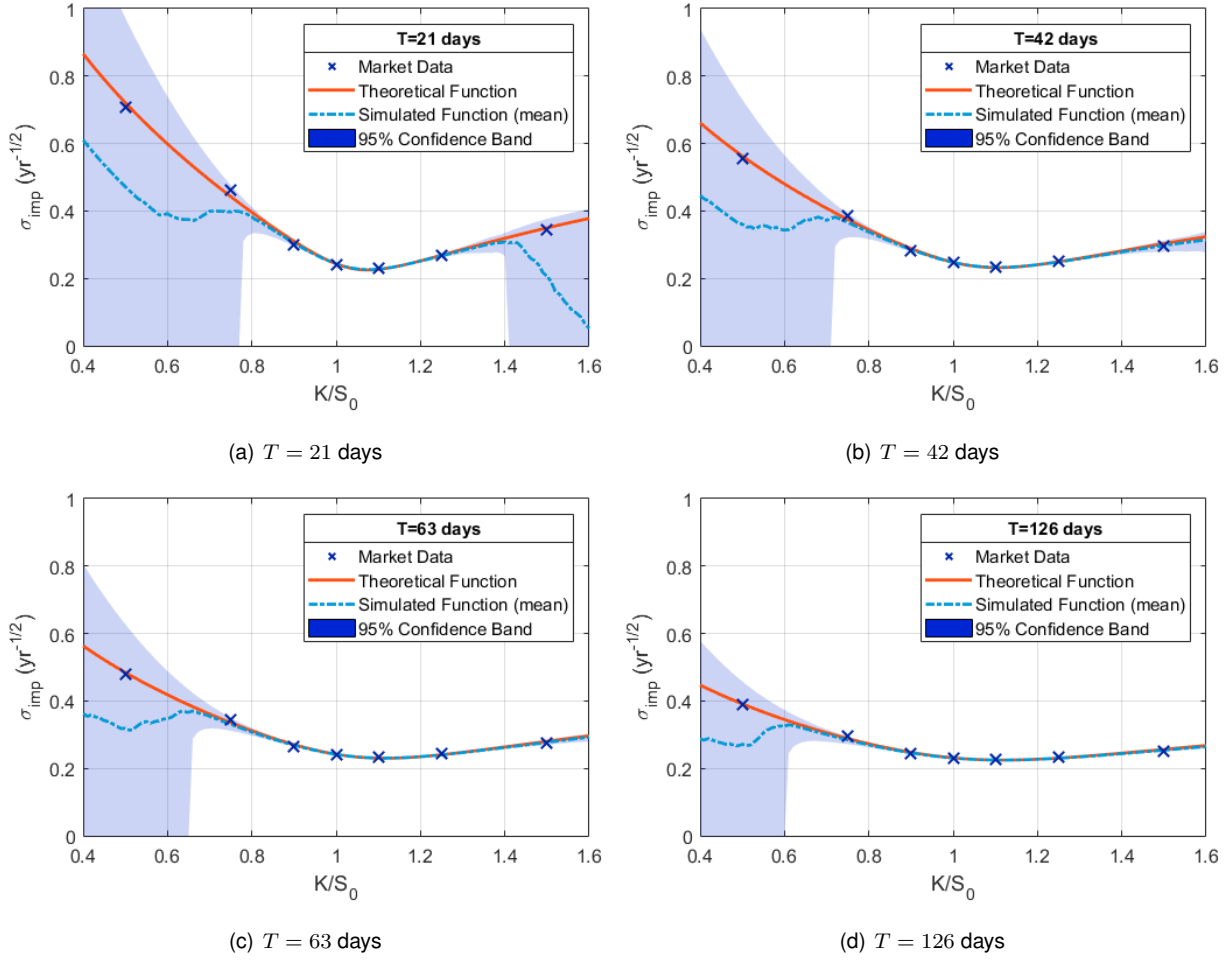 1
0.8
0.6
0.4
0.2
0
σ_imp (yr^-1/2)
T=21 days
Market Data
Theoretical Function
Simulated Function (mean)
95% Confidence Band
0.4 0.6 0.8 1 1.2 1.4 1.6
K/S_0
(a) T = 21 days
1
0.8
0.6
0.4
0.2
0
σ_imp (yr^-1/2)
T=42 days
Market Data
Theoretical Function
Simulated Function (mean)
95% Confidence Band
0.4 0.6 0.8 1 1.2 1.4 1.6
K/S_0
(b) T = 42 days
1
0.8
0.6
0.4
0.2
0
σ_imp (yr^-1/2)
T=63 days
Market Data
Theoretical Function
Simulated Function (mean)
95% Confidence Band
0.4 0.6 0.8 1 1.2 1.4 1.6
K/S_0
(c) T = 63 days
1
0.8
0.6
0.4
0.2
0
σ_imp (yr^-1/2)
T=126 days
Market Data
Theoretical Function
Simulated Function (mean)
95% Confidence Band
0.4 0.6 0.8 1 1.2 1.4 1.6
K/S_0
(d) T = 126 days